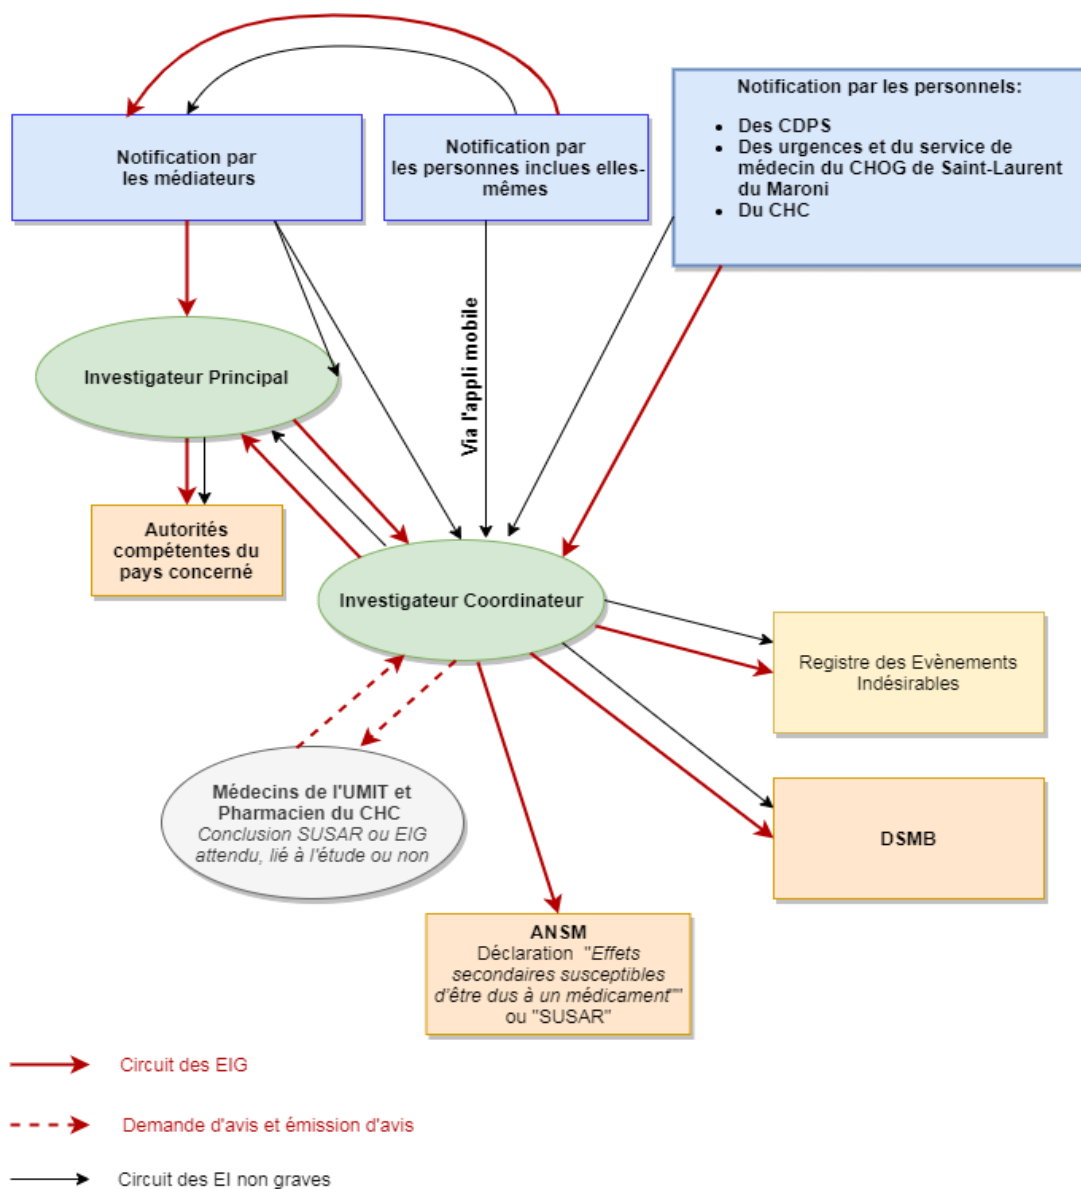 Notification par
les médiateurs
Notification par
les personnes inclues elles-
mêmes
Notification par les personnels:
• Des CDPS
• Des urgences et du service de
médecin du CHOG de Saint-Laurent
du Maroni
• Du CHC
Via l'appli mobile
Investigateur Principal
Autorités
compétentes du
pays concerné
Investigateur Coordinateur
Registre des Evènements
Indésirables
Médecins de l'UMIT et
Pharmacien du CHC
Conclusion SUSAR ou EIG
attendu, lié à l'étude ou non
DSMB
ANSM
Déclaration "Effets
secondaires susceptibles
d'être dus à un médicament""
ou "SUSAR"
Circuit des EIG
Demande d'avis et émission d'avis
Circuit des EI non graves